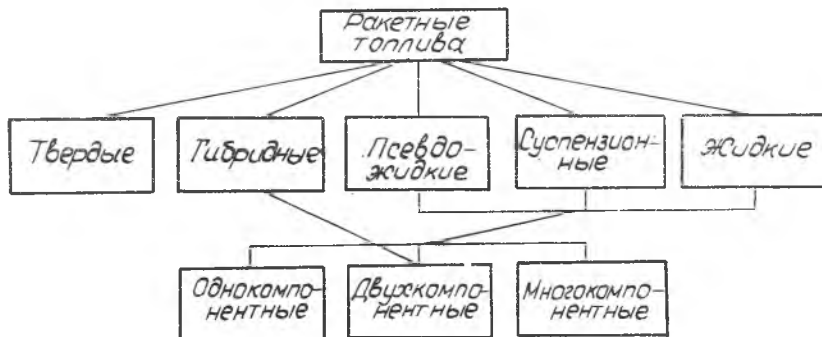 Ракетные
топлива
Твердые
Гибридные
Псевдо-
жидкие
Суспензион-
ные
Жидкие
Однокомпо-
нентные
Двухкомпо-
нентные
Многокомпо-
нентные